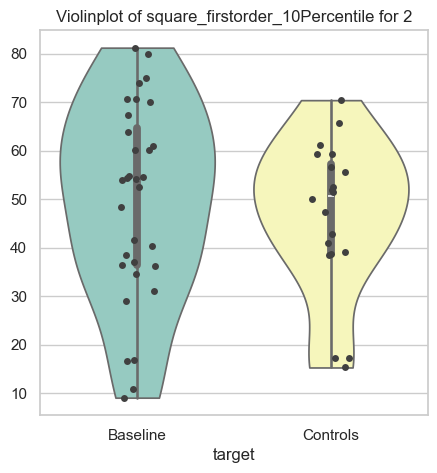 Violinplot of square_firstorder_10Percentile for 2
80
70
60
50
40
30
20
10
Baseline
Controls
target